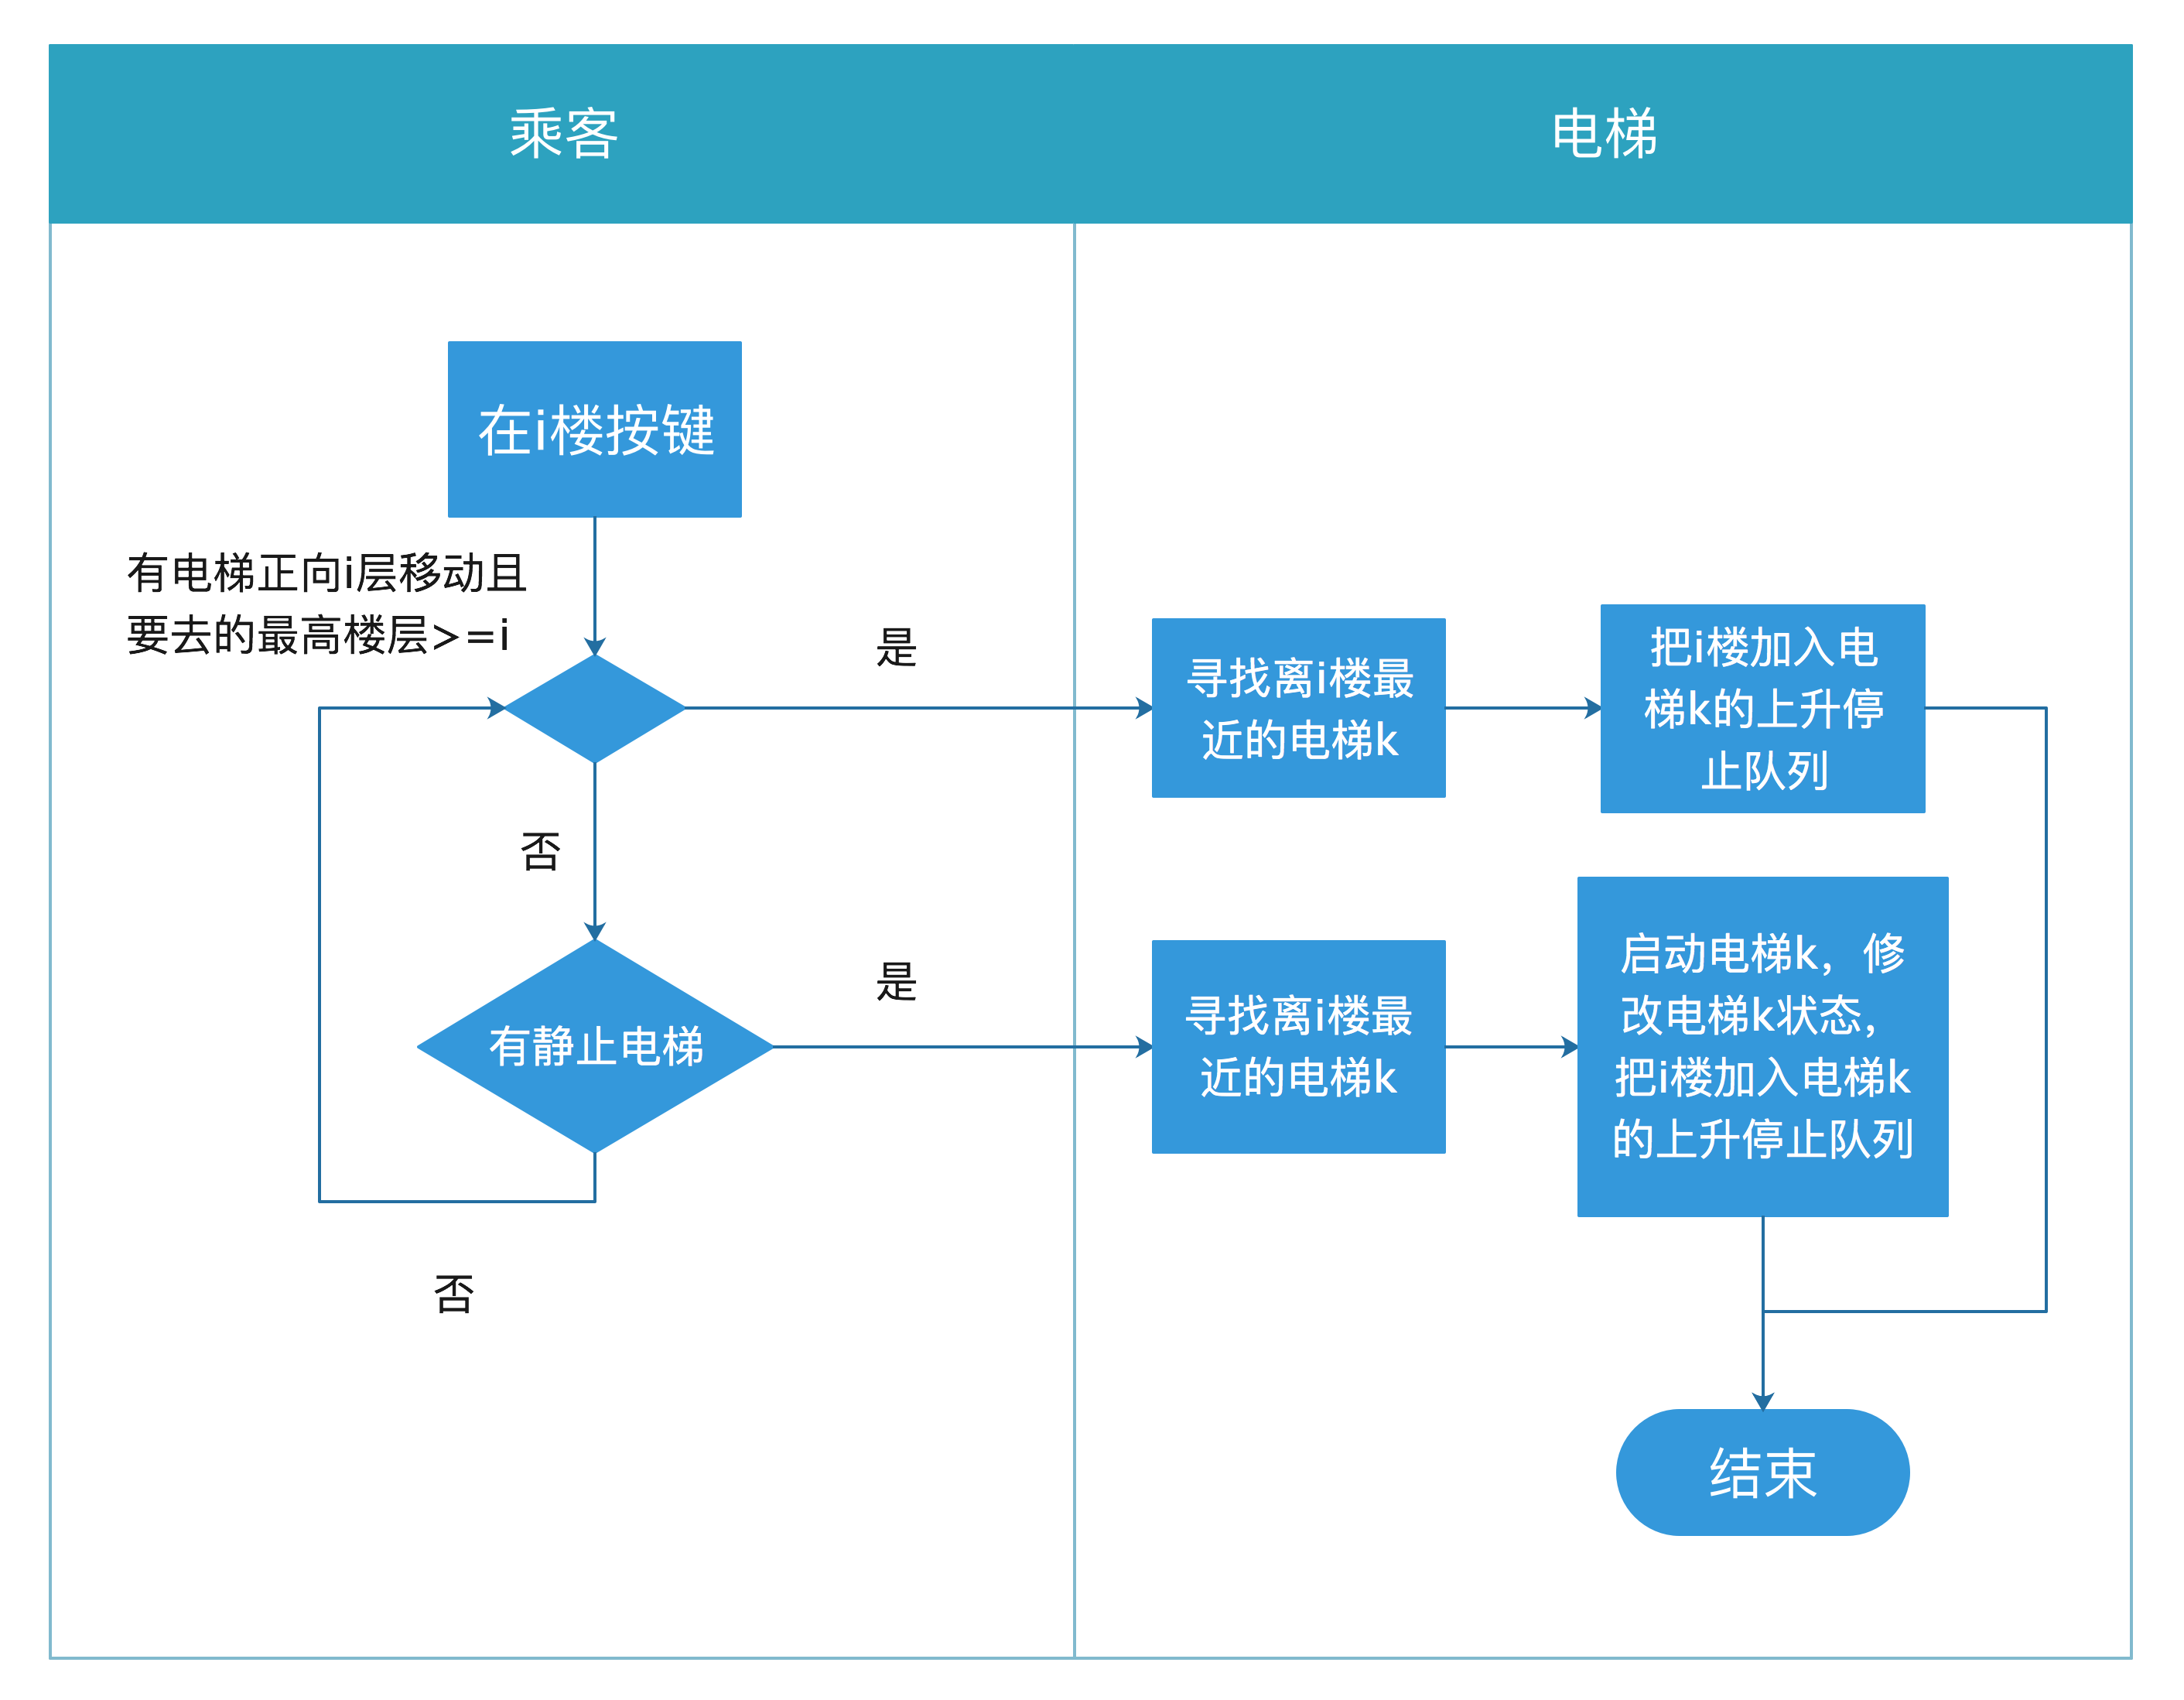 乘客
电梯
在i楼按键
有电梯正向i层移动且
要去的最高楼层>=i
是
寻找离i楼最
近的电梯k
把i楼加入电
梯k的上升停
止队列
否
有静止电梯
是
寻找离i楼最
近的电梯k
启动电梯k，修
改电梯k状态，
把i楼加入电梯k
的上升停止队列
否
结束